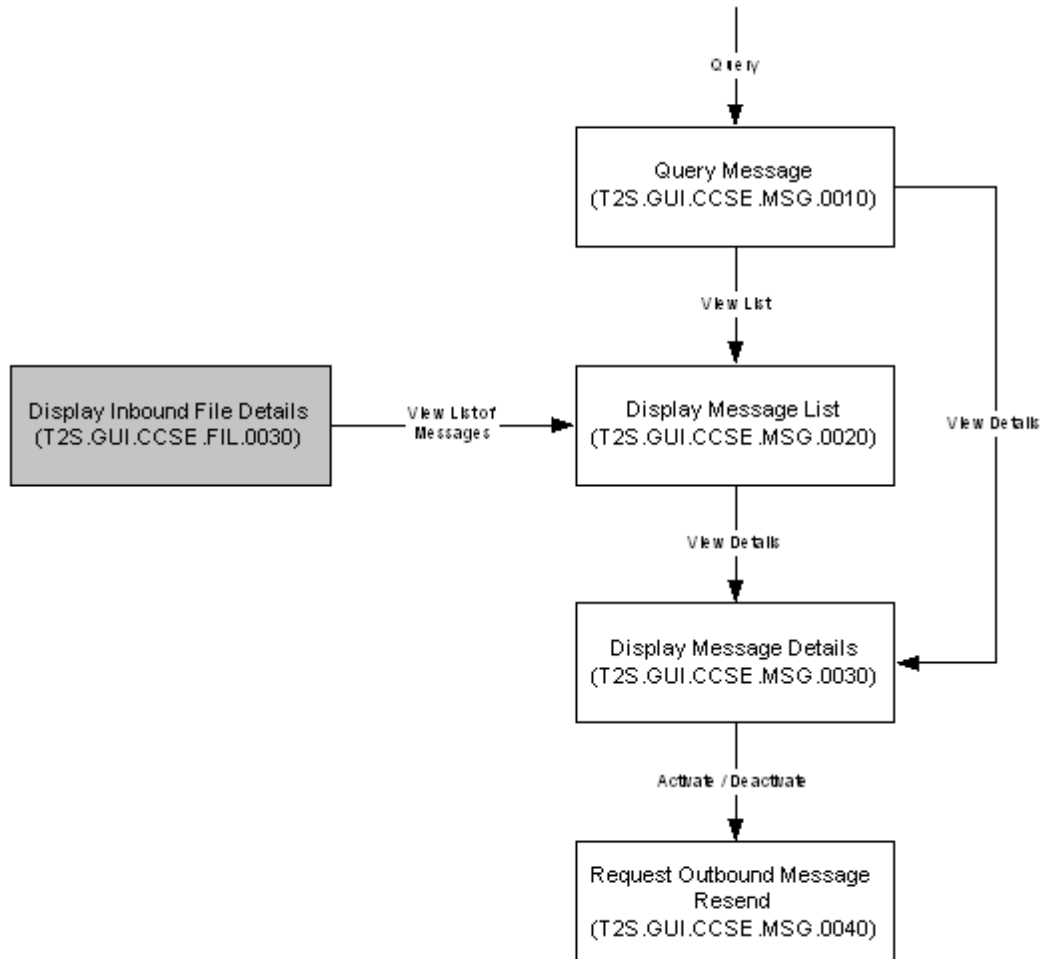 Query
Query Message
(T2S.GUI.CCSE.MSG.0010)
View List
View Details
Display Inbound File Details
(T2S.GUI.CCSE.FIL.0030)
View List of
Messages
Display Message List
(T2S.GUI.CCSE.MSG.0020)
View Details
Display Message Details
(T2S.GUI.CCSE.MSG.0030)
Activate / Deactivate
Request Outbound Message
Resend
(T2S.GUI.CCSE.MSG.0040)